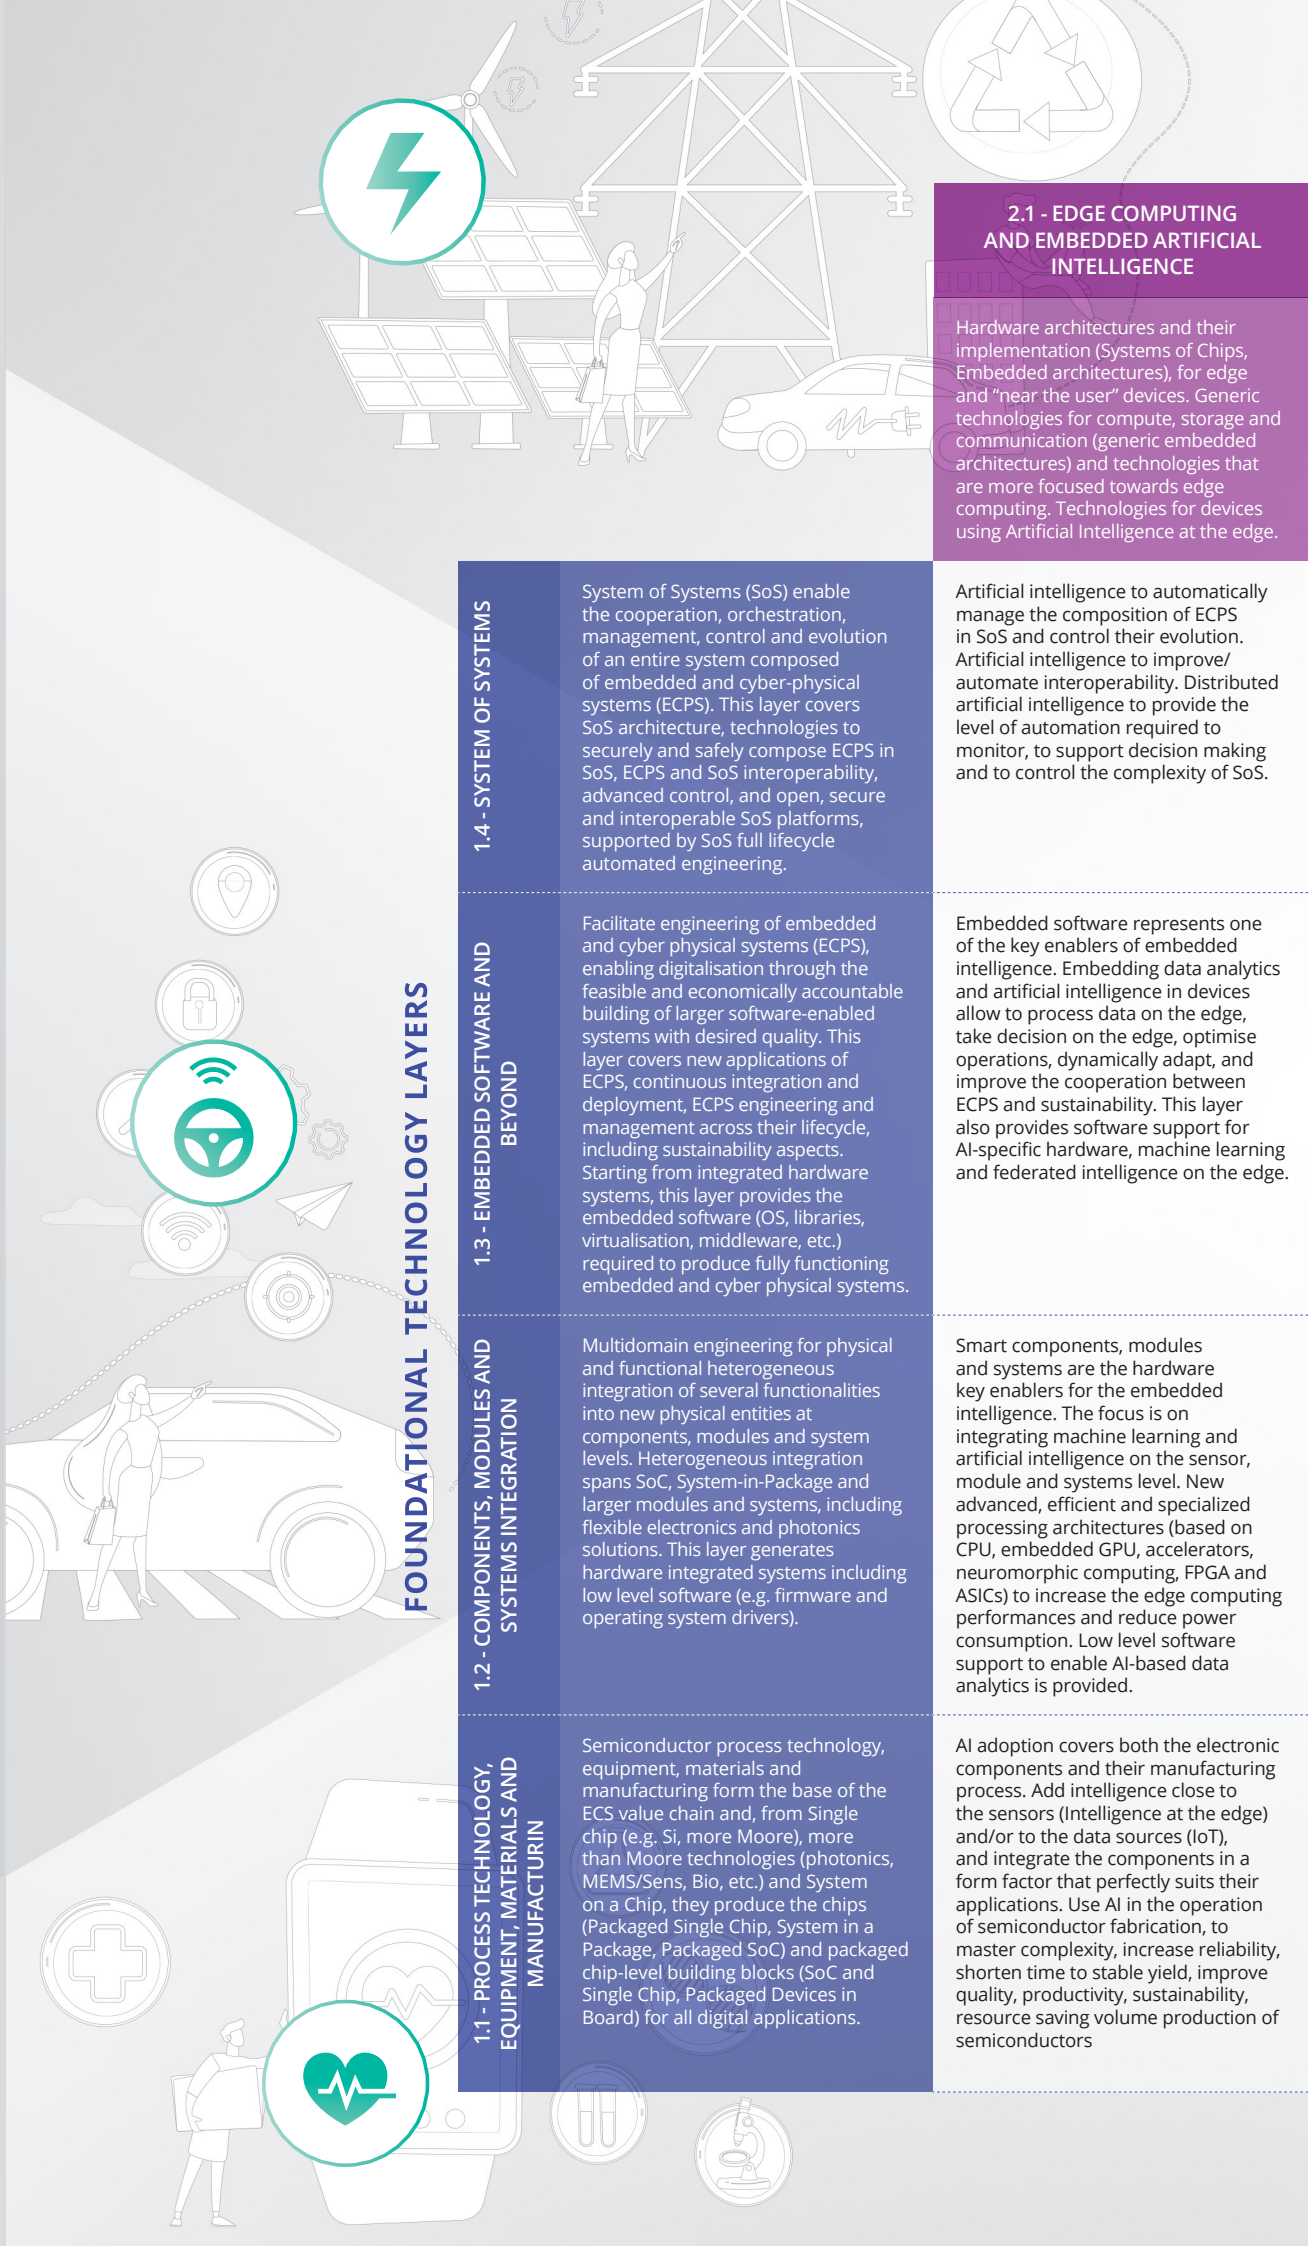 2.1 - EDGE COMPUTING
AND EMBEDDED ARTIFICIAL
INTELLIGENCE
Hardware architectures and their
implementation (Systems of Chips,
Embedded architectures), for edge
and “near the user” devices. Generic
technologies for compute, storage and
communication (generic embedded
architectures) and technologies that
are more focused towards edge
computing. Technologies for devices
using Artificial Intelligence at the edge.
FOUNDATIONAL TECHNOLOGY LAYERS
1.4 - SYSTEM OF SYSTEMS
System of Systems (SoS) enable
the cooperation, orchestration,
management, control and evolution
of an entire system composed
of embedded and cyber-physical
systems (ECPS). This layer covers
SoS architecture, technologies to
securely and safely compose ECPS in
SoS, ECPS and SoS interoperability,
advanced control, and open, secure
and interoperable SoS platforms,
supported by SoS full lifecycle
automated engineering.
Artificial intelligence to automatically
manage the composition of ECPS
in SoS and control their evolution.
Artificial intelligence to improve/
automate interoperability. Distributed
artificial intelligence to provide the
level of automation required to
monitor, to support decision making
and to control the complexity of SoS.
1.3 - EMBEDDED SOFTWARE AND
BEYOND
Facilitate engineering of embedded
and cyber physical systems (ECPS),
enabling digitalisation through the
feasible and economically accountable
building of larger software-enabled
systems with desired quality. This
layer covers new applications of
ECPS, continuous integration and
deployment, ECPS engineering and
management across their lifecycle,
including sustainability aspects.
Starting from integrated hardware
systems, this layer provides the
embedded software (OS, libraries,
virtualisation, middleware, etc.)
required to produce fully functioning
embedded and cyber physical systems.
Embedded software represents one
of the key enablers of embedded
intelligence. Embedding data analytics
and artificial intelligence in devices
allow to process data on the edge,
take decision on the edge, optimise
operations, dynamically adapt, and
improve the cooperation between
ECPS and sustainability. This layer
also provides software support for
AI-specific hardware, machine learning
and federated intelligence on the edge.
1.2 - COMPONENTS, MODULES AND
SYSTEMS INTEGRATION
Multidomain engineering for physical
and functional heterogeneous
integration of several functionalities
into new physical entities at
components, modules and system
levels. Heterogeneous integration
spans SoC, System-in-Package and
larger modules and systems, including
flexible electronics and photonics
solutions. This layer generates
hardware integrated systems including
low level software (e.g. firmware and
operating system drivers).
Smart components, modules
and systems are the hardware
key enablers for the embedded
intelligence. The focus is on
integrating machine learning and
artificial intelligence on the sensor,
module and systems level. New
advanced, efficient and specialized
processing architectures (based on
CPU, embedded GPU, accelerators,
neuromorphic computing, FPGA and
ASICs) to increase the edge computing
performances and reduce power
consumption. Low level software
support to enable AI-based data
analytics is provided.
1.1 - PROCESS TECHNOLOGY,
EQUIPMENT, MATERIALS AND
MANUFACTURIN
Semiconductor process technology,
equipment, materials and
manufacturing form the base of the
ECS value chain and, from Single
chip (e.g. Si, more Moore), more
than Moore technologies (photonics,
MEMS/Sens, Bio, etc.) and System
on a Chip, they produce the chips
(Packaged Single Chip, System in a
Package, Packaged SoC) and packaged
chip-level building blocks (SoC and
Single Chip, Packaged Devices in
Board) for all digital applications.
AI adoption covers both the electronic
components and their manufacturing
process. Add intelligence close to
the sensors (Intelligence at the edge)
and/or to the data sources (IoT),
and integrate the components in a
form factor that perfectly suits their
applications. Use AI in the operation
of semiconductor fabrication, to
master complexity, increase reliability,
shorten time to stable yield, improve
quality, productivity, sustainability,
resource saving volume production of
semiconductors